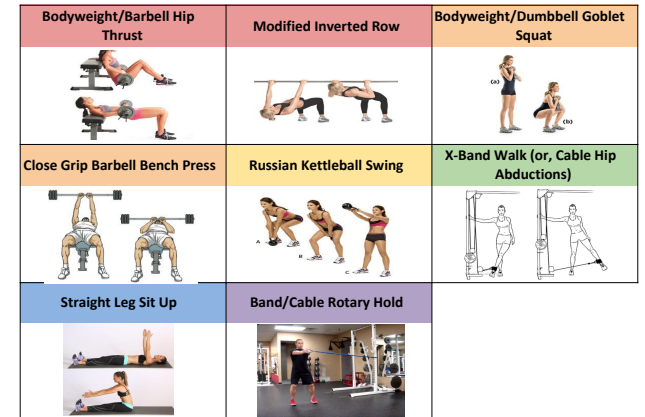 Bodyweight/Barbell Hip
Thrust
Modified Inverted Row
Bodyweight/Dumbbell Goblet
Squat
(a)
(b)
Close Grip Barbell Bench Press
Russian Kettleball Swing
X-Band Walk (or, Cable Hip
Abductions)
A
B
C
Straight Leg Sit Up
Band/Cable Rotary Hold